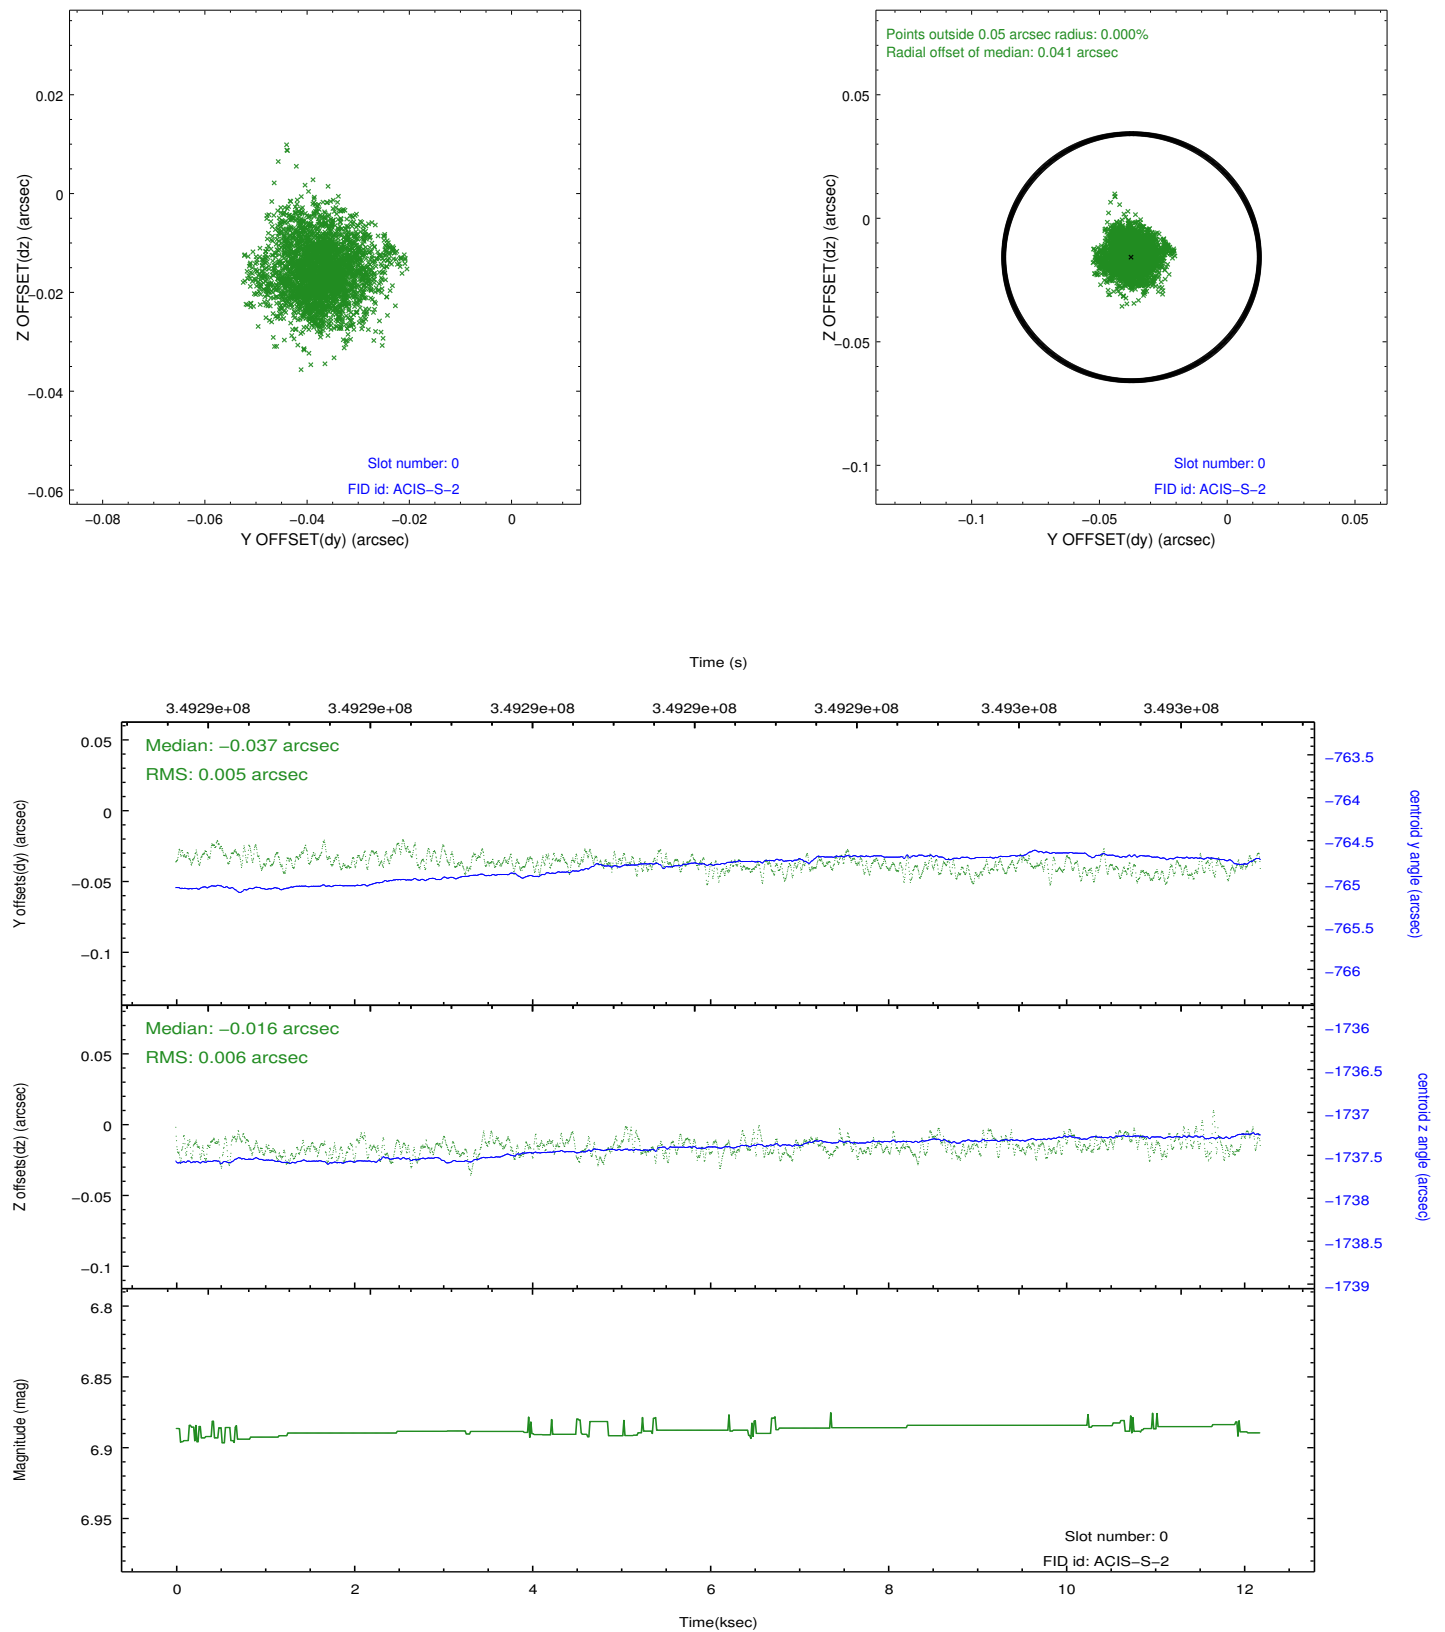 0.02
0
−0.02
−0.04
−0.06
Z OFFSET(dz) (arcsec)
Slot number: 0
FID id: ACIS−S−2
−0.08
−0.06
−0.04
−0.02
0
Y OFFSET(dy) (arcsec)
Points outside 0.05 arcsec radius: 0.000%
Radial offset of median: 0.041 arcsec
0.05
0
−0.05
−0.1
Z OFFSET(dz) (arcsec)
Slot number: 0
FID id: ACIS−S−2
−0.1
−0.05
0
0.05
Y OFFSET(dy) (arcsec)
Time (s)
3.4929e+08
3.4929e+08
3.4929e+08
3.4929e+08
3.4929e+08
3.493e+08
3.493e+08
Median: −0.037 arcsec
RMS: 0.005 arcsec
0.05
0
−0.05
−0.1
Y offsets(dy) (arcsec)
−763.5
−764
−764.5
−765
−765.5
−766
centroid y angle (arcsec)
Median: −0.016 arcsec
RMS: 0.006 arcsec
0.05
0
−0.05
−0.1
Z offsets(dz) (arcsec)
−1736
−1736.5
−1737
−1737.5
−1738
−1738.5
−1739
centroid z angle (arcsec)
6.8
6.85
6.9
6.95
Magnitude (mag)
Slot number: 0
FID id: ACIS−S−2
0
2
4
6
8
10
12
Time(ksec)